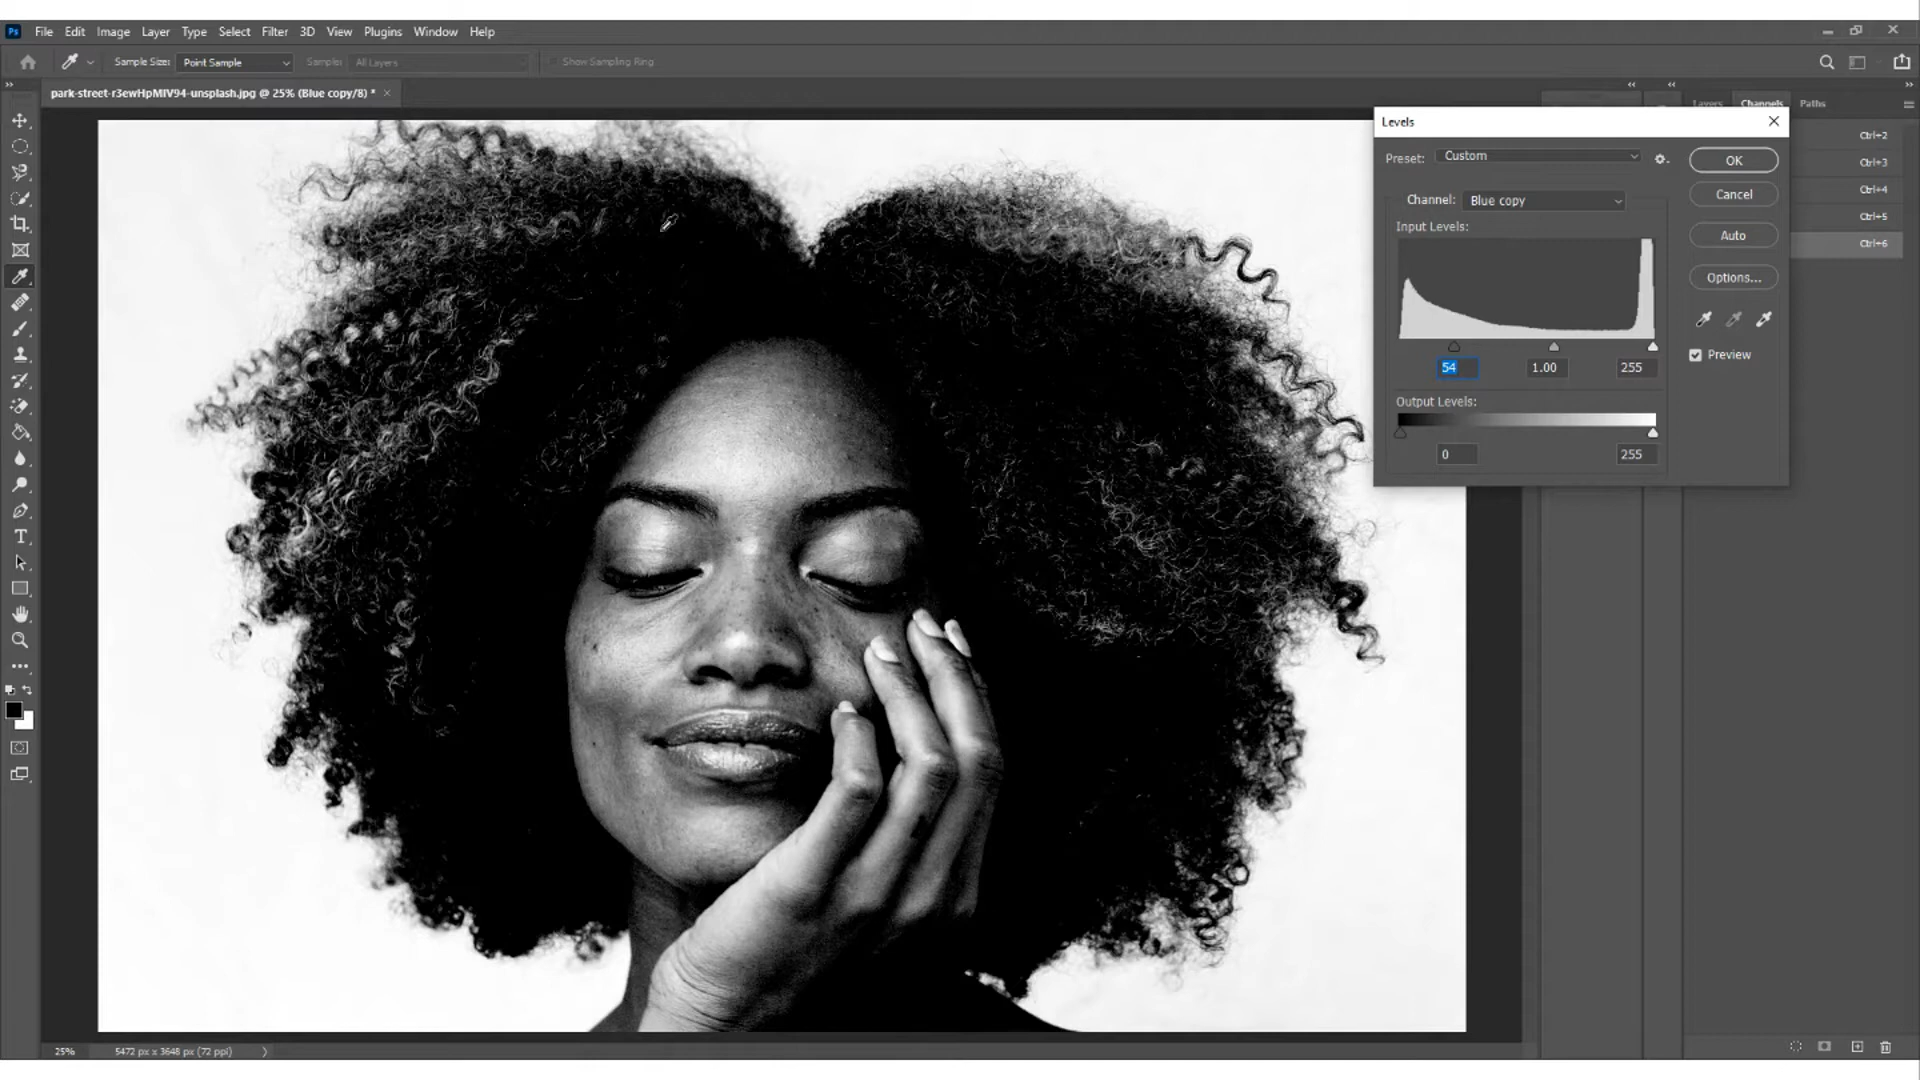 Ps File Edit Image Layer Type Select Filter 3D View Plugins Window Help
Sample Size: Point Sample Sample: All Layers Show Sampling Ring
park-street-r3ewHpMIV94-unsplash.jpg @ 25% (Blue copy/8) * ×
Layers Channels Paths
Levels
Ctrl+2
Preset: Custom OK
Ctrl+3
Ctrl+4
Cancel
Channel: Blue copy
Ctrl+5
Input Levels:
Auto
Ctrl+6
Options...
Preview
54 1.00 255
Output Levels:
0 255
T
25% 5472 px x 3648 px (72 ppi)